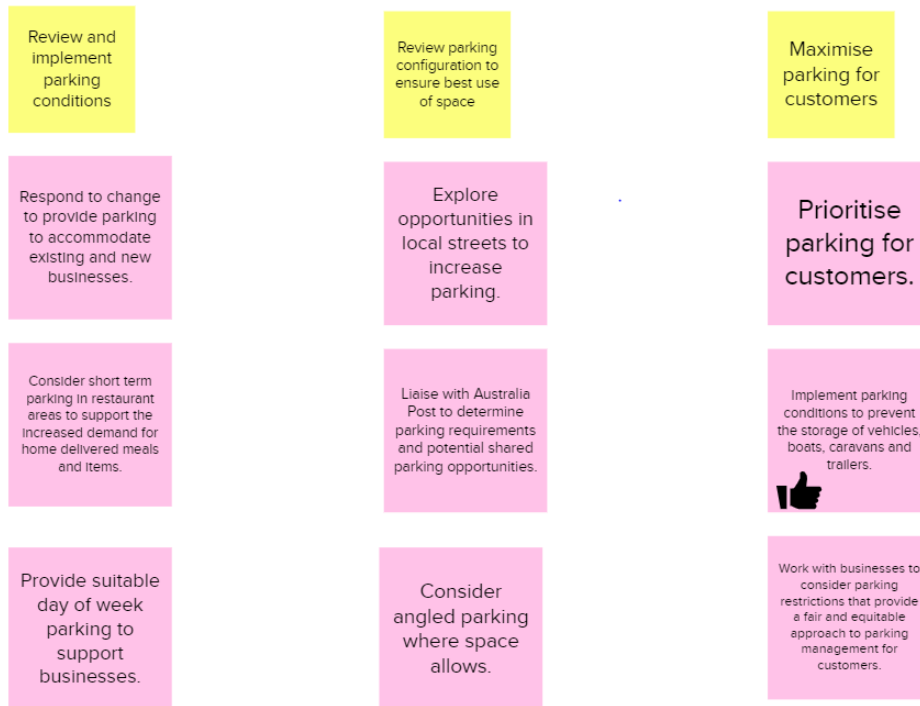 Review and
implement
parking
conditions
Review parking
configuration to
ensure best use
of space
Maximise
parking for
customers
Respond to change
to provide parking
to accommodate
existing and new
businesses.
Explore
opportunities in
local streets to
increase
parking.
Prioritise
parking for
customers.
Consider short term
parking in restaurant
areas to support the
increased demand for
home delivered meals
and items.
Liaise with Australia
Post to determine
parking requirements
and potential shared
parking opportunities.
Implement parking
conditions to prevent
the storage of vehicles,
boats, caravans and
trailers.
Provide suitable
day of week
parking to
support
businesses.
Consider
angled parking
where space
allows.
Work with businesses to
consider parking
restrictions that provide
a fair and equitable
approach to parking
management for
customers.